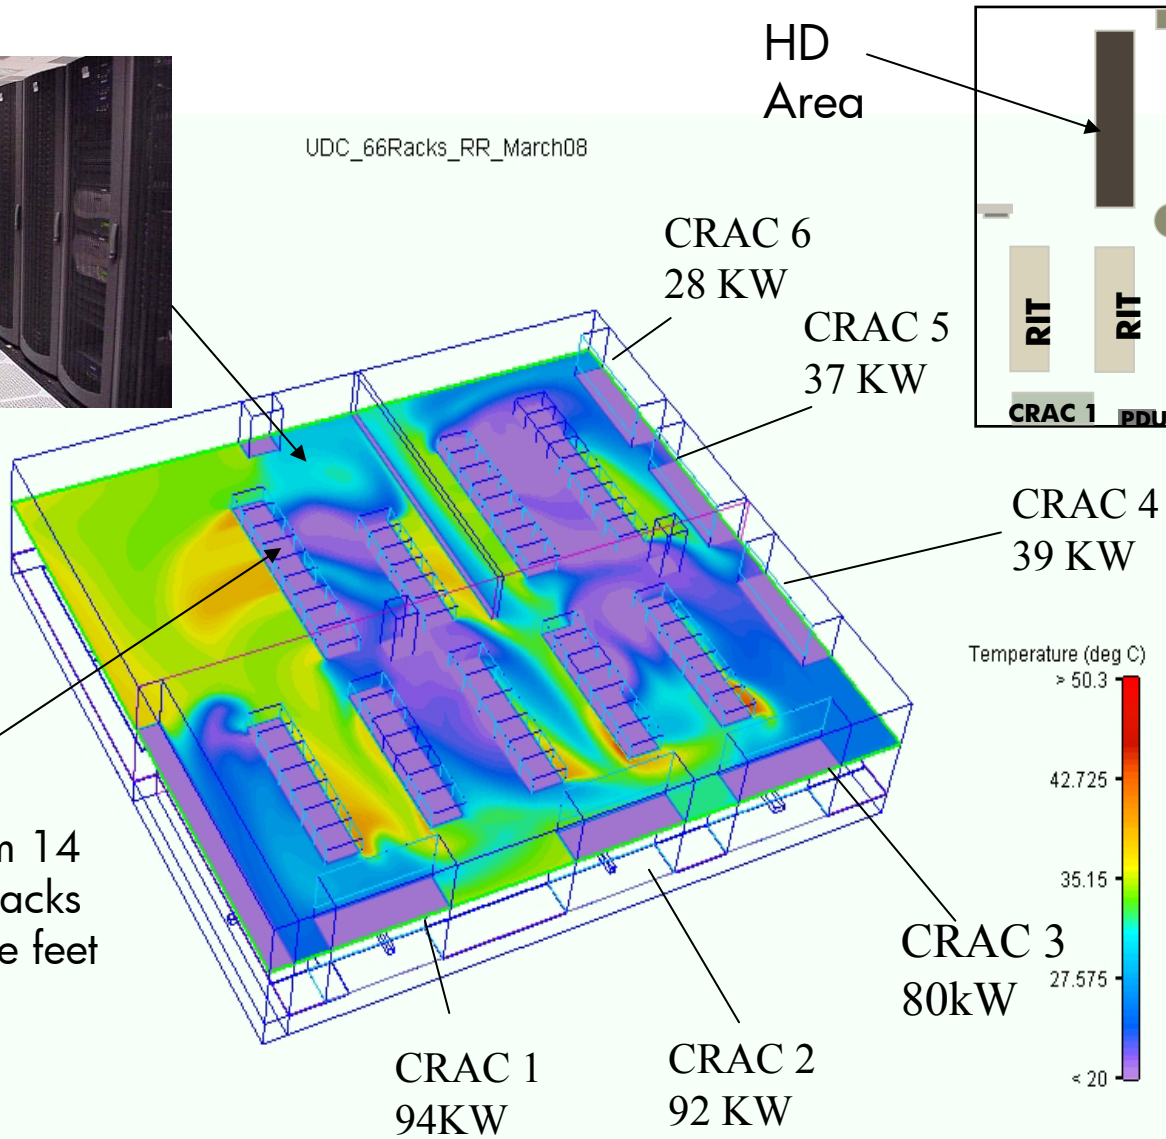 HD
Area
UDC_66Racks_RR_March08
RIT
RIT
CRAC 1
PDU
CRAC 6
28 KW
CRAC 5
37 KW
CRAC 4
39 KW
Temperature (deg C)
> 50.3
42.725
35.15
27.575
< 20
14
feet
CRAC 3
80kW
CRAC 1
94KW
CRAC 2
92 KW